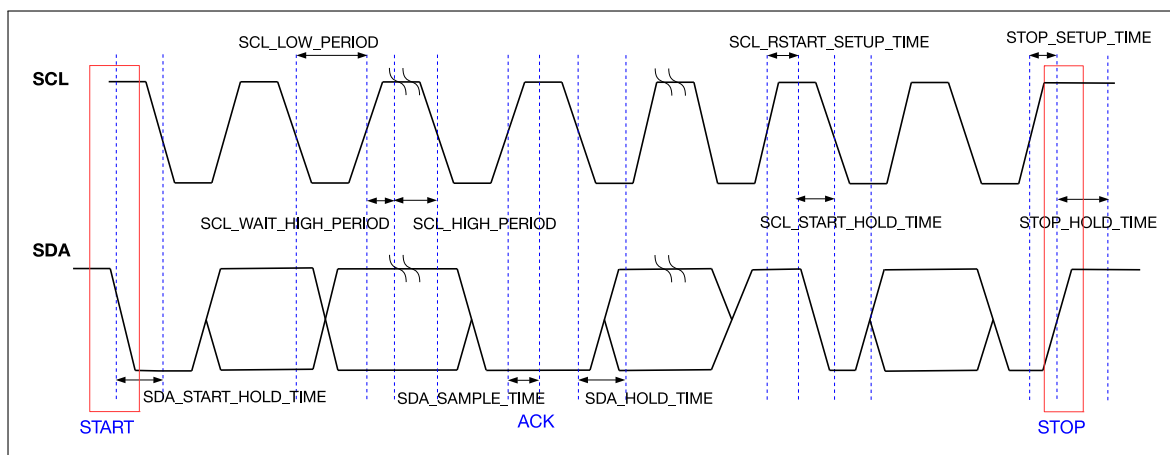 SCL_LOW_PERIOD
SCL_RSTART_SETUP_TIME
STOP_SETUP_TIME
SCL
SCL_WAIT_HIGH_PERIOD
SCL_HIGH_PERIOD
SCL_START_HOLD_TIME
STOP_HOLD_TIME
SDA
SDA_START_HOLD_TIME
SDA_SAMPLE_TIME
SDA_HOLD_TIME
START
ACK
STOP